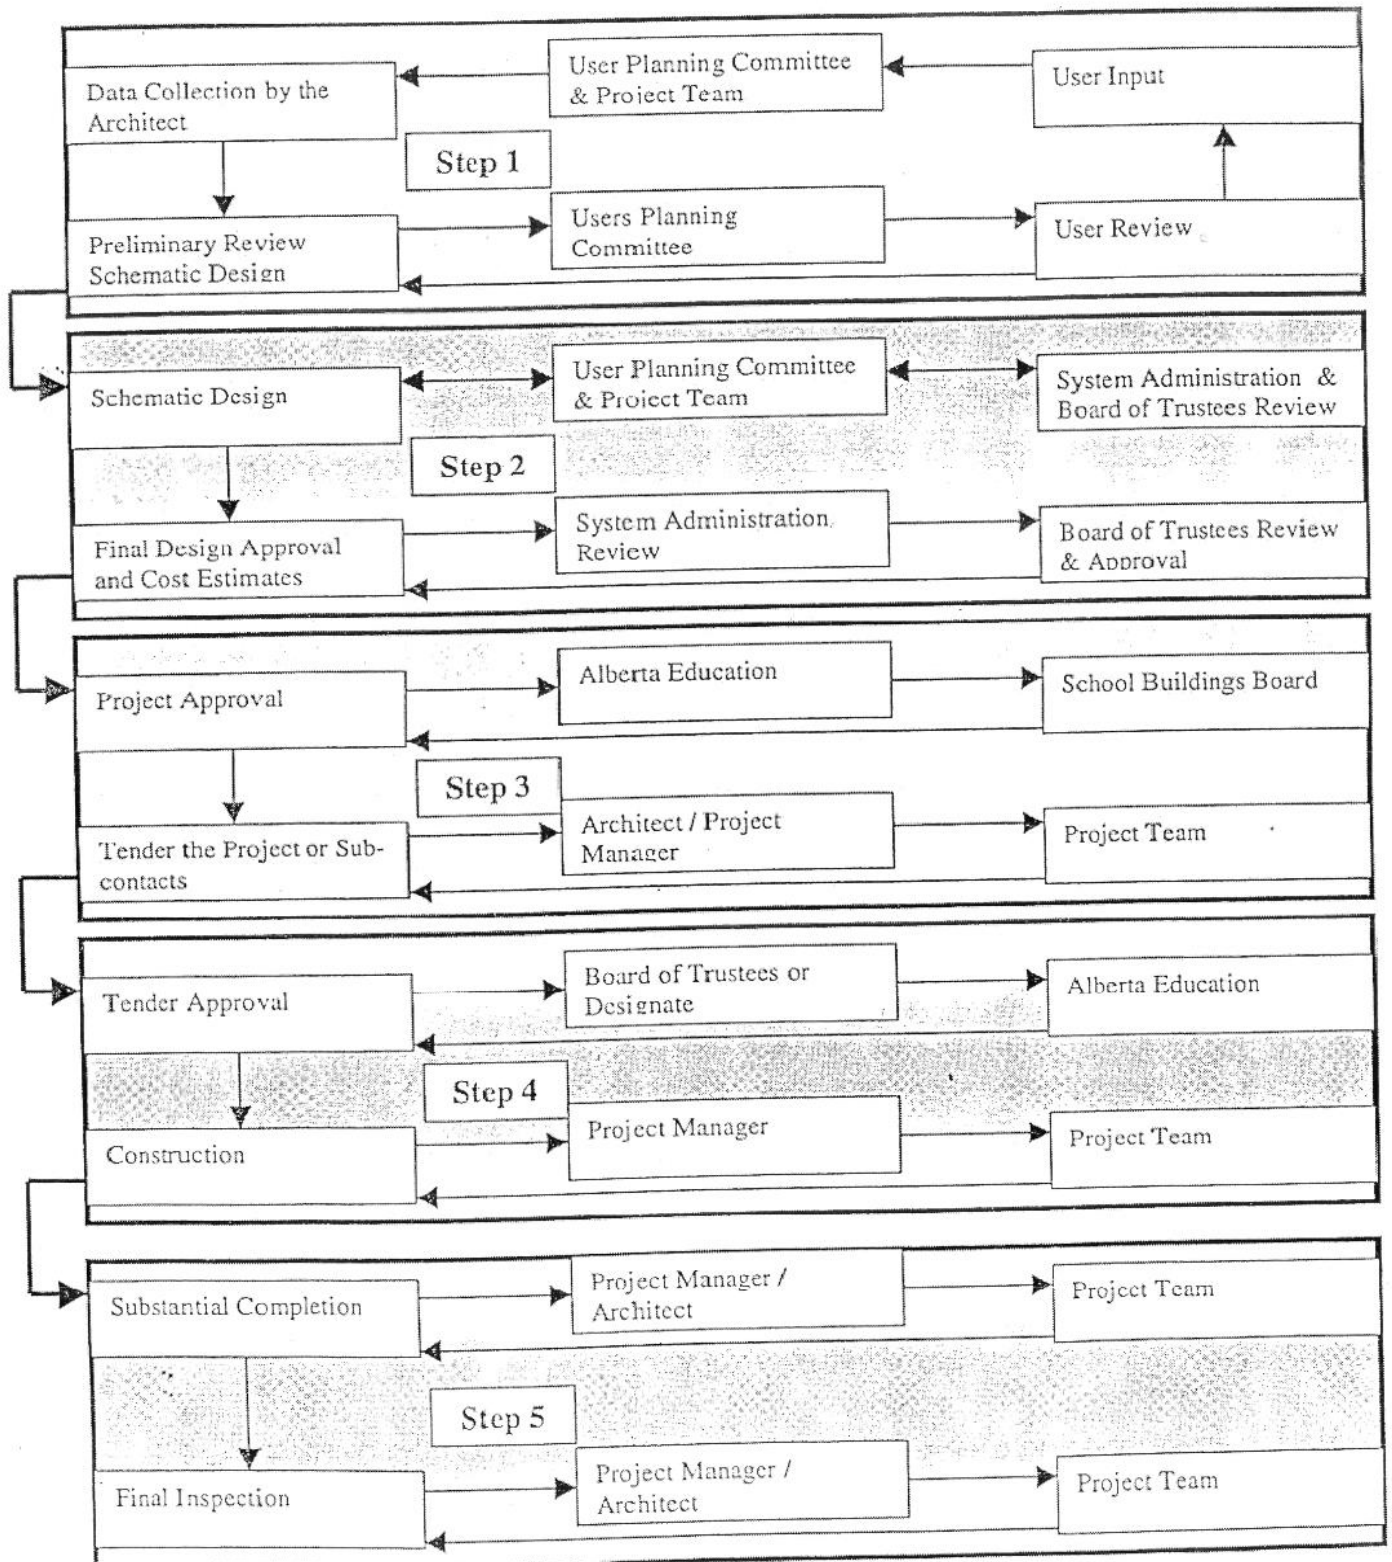 Data Collection by the
Architect
User Planning Committee
& Project Team
User Input
Step 1
Preliminary Review
Schematic Design
Users Planning
Committee
User Review
Schematic Design
User Planning Committee
& Project Team
System Administration &
Board of Trustees Review
Step 2
Final Design Approval
and Cost Estimates
System Administration
Review
Board of Trustees Review
& Approval
Project Approval
Alberta Education
School Buildings Board
Step 3
Tender the Project or Sub-
contacts
Architect / Project
Manager
Project Team
Tender Approval
Board of Trustees or
Designate
Alberta Education
Step 4
Construction
Project Manager
Project Team
Substantial Completion
Project Manager /
Architect
Project Team
Step 5
Final Inspection
Project Manager /
Architect
Project Team